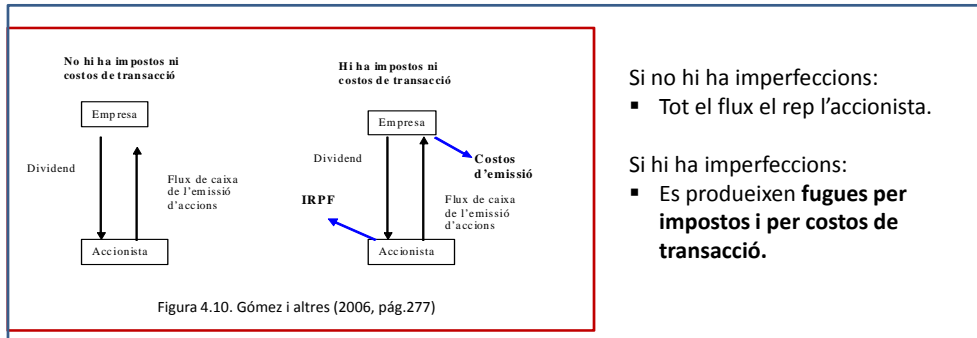 No hi ha impostos ni
costos de transacció
Empresa
Dividend
Flux de caixa
de l'emissió
d'accions
Accionista
Hi ha impostos ni
costos de transacció
Empresa
Dividend
Costos
d'emissió
IRPF
Flux de caixa
de l'emissió
d'accions
Accionista
Figura 4.10. Gómez i altres (2006, pág.277)
Si no hi ha imperfeccions:
▪ Tot el flux el rep l'accionista.
Si hi ha imperfeccions:
▪ Es produeixen fugues per
impostos i per costos de
transacció.